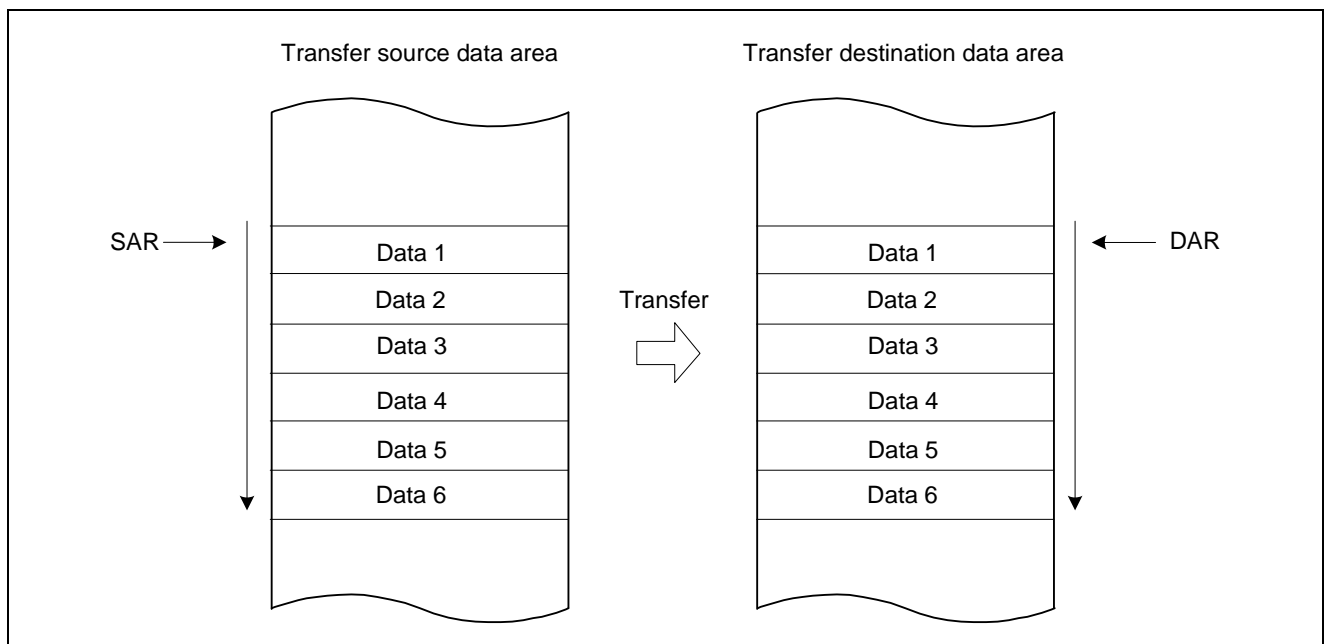 Transfer source data area
Transfer destination data area
SAR
DAR
Data 1
Data 1
Data 2
Transfer
Data 2
Data 3
Data 3
Data 4
Data 4
Data 5
Data 5
Data 6
Data 6